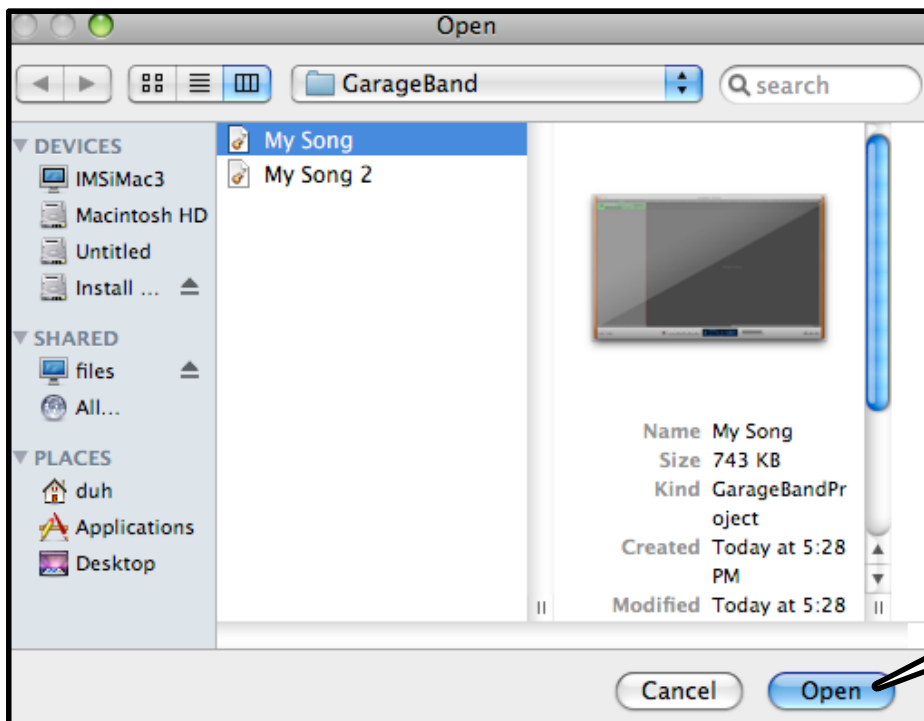 Open
GarageBand
search
DEVICES
IMSiMac3
Macintosh HD
Untitled
Install ...
SHARED
files
All...
PLACES
duh
Applications
Desktop
My Song
My Song 2
Name My Song
Size 743 KB
Kind GarageBandPr
oject
Created Today at 5:28
PM
Modified Today at 5:28
Cancel
Open